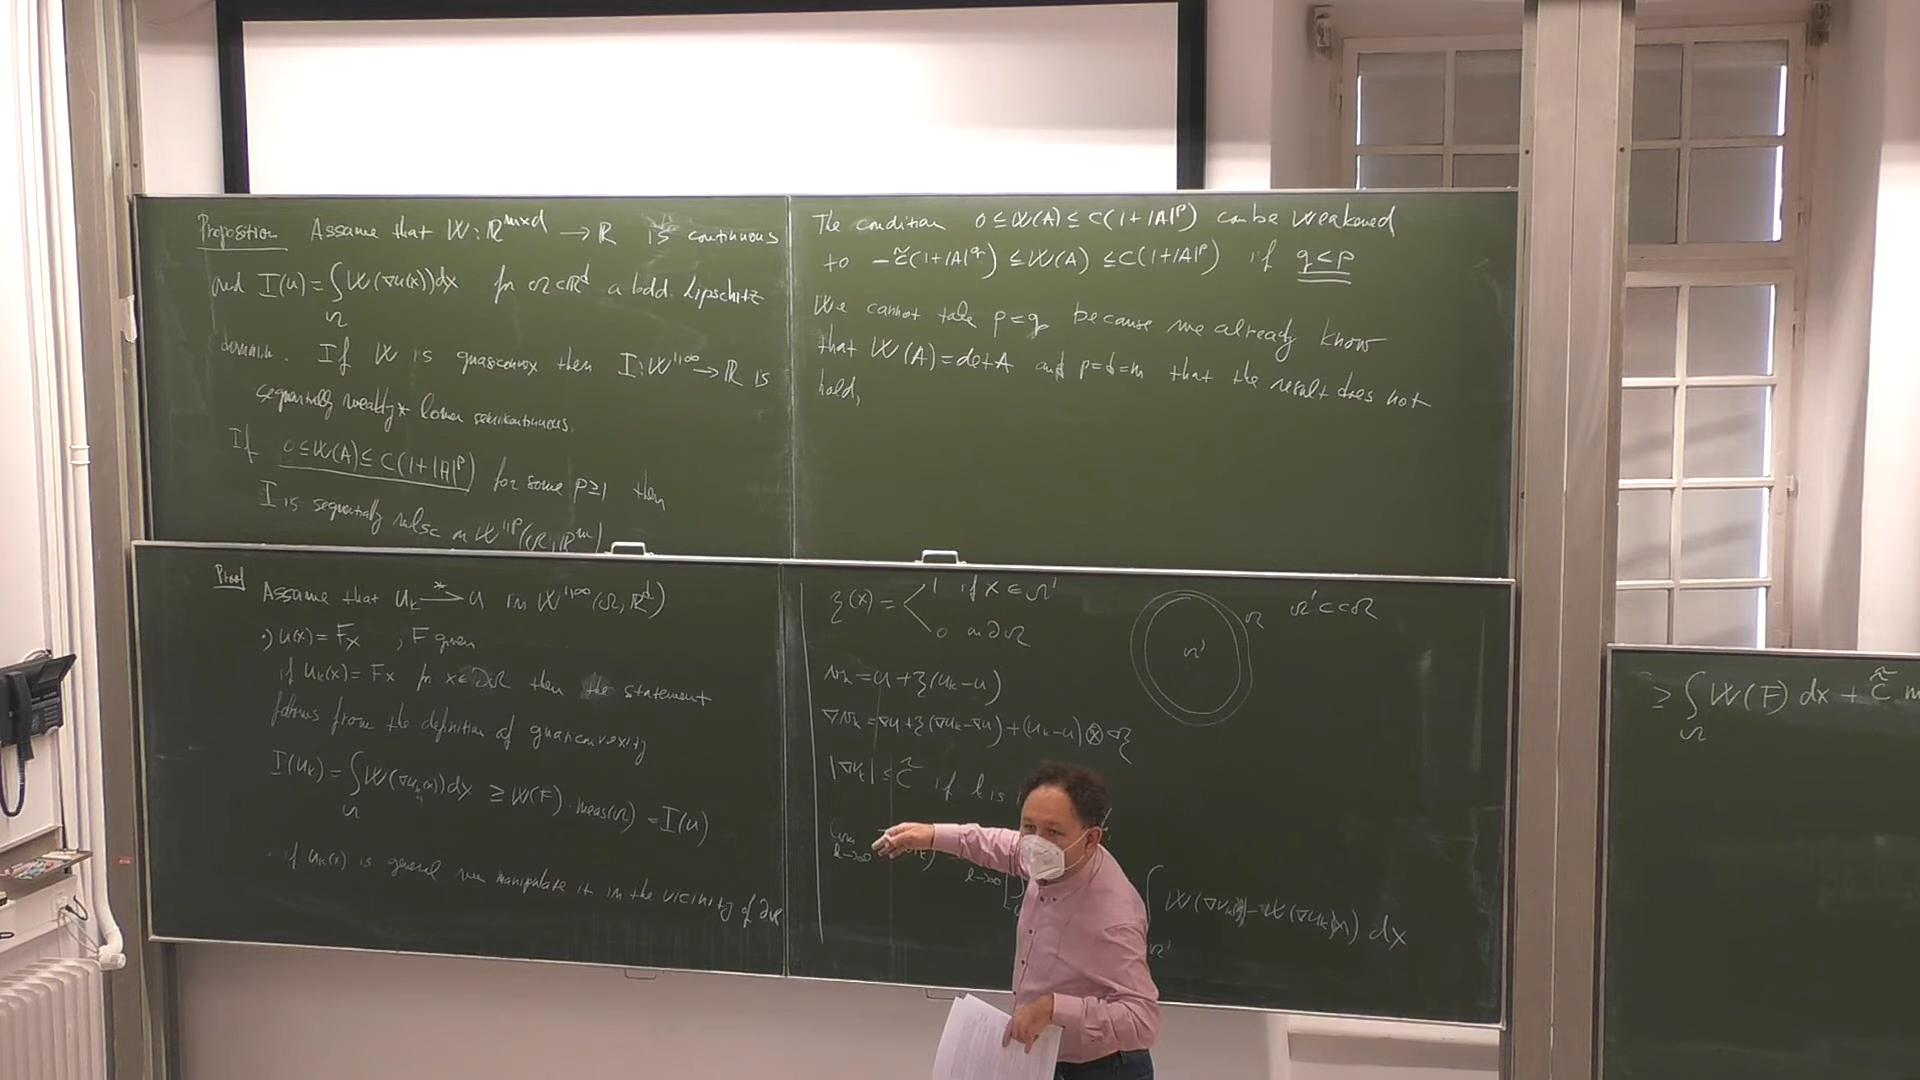 Proposition Assume that W : ℝ^{m×d} → ℝ is continuous
and I(u) = ∫_Ω W(∇u(x))dx for Ω⊂ℝ^d a bdd. Lipschitz
domain. If W is quasiconvex then I : W^{1,∞} → ℝ is
sequentially weakly* lower semicontinuous.
If 0 ≤ W(A) ≤ C(1+|A|^p) for some p≥1 then
I is sequentially wlsc on W^{1,p}(Ω, ℝ^m)
The condition 0 ≤ W(A) ≤ C(1+|A|^p) can be weakened
to −C̃(1+|A|^q) ≤ W(A) ≤ C(1+|A|^p) if q < p
We cannot take p=q because we already know
that W(A) = det A and p=d=m that the result does not
hold,
Proof Assume that u_k ⇀* u in W^{1,∞}(Ω, ℝ^d)
•) u(x) = Fx , F given
if u_k(x) = Fx for x∈∂Ω then the statement
follows from the definition of quasiconvexity
I(u_k) = ∫_Ω W(∇u_k(x))dx ≥ W(F)·meas(Ω) = I(u)
· if u_k(x) is general we manipulate it in the vicinity of ∂Ω
ξ(x) = 1 if x ∈ Ω'
0 on ∂Ω
Ω
Ω'
Ω' ⊂⊂ Ω
v_k = u + ξ(u_k − u)
∇v_k = ∇u + ξ(∇u_k − ∇u) + (u_k − u) ⊗ ∇ξ
|∇v_k| ≤ C̃ if k is
lim_{k→∞}
k→∞
∫_{Ω'} W(∇v_k(x)) − W(∇u_k(x)) dx
≥ ∫_Ω W(F) dx + C̃̃ m